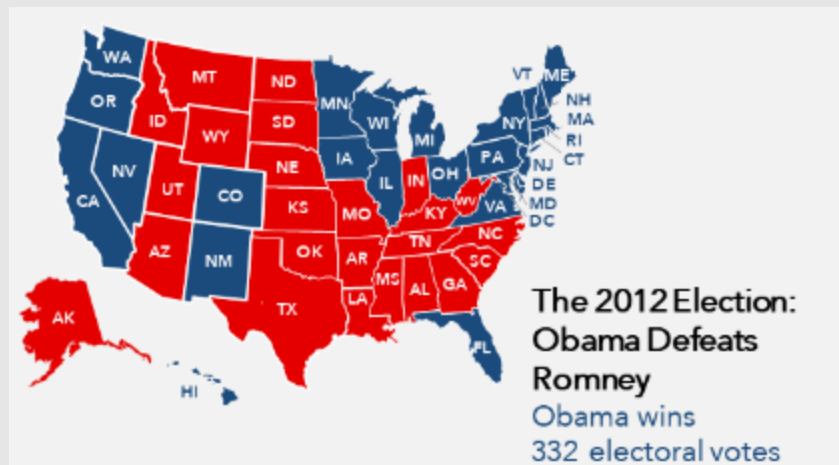 WA
MT
ND
MN
VT
ME
OR
ID
SD
WI
MI
NY
NH
MA
RI
CT
WY
NE
IA
PA
NV
UT
CO
IL
IN
OH
NJ
DE
MD
DC
CA
KS
MO
KY
WV
VA
AZ
NM
OK
AR
TN
NC
SC
TX
LA
MS
AL
GA
AK
FL
HI
The 2012 Election:
Obama Defeats
Romney
Obama wins
332 electoral votes